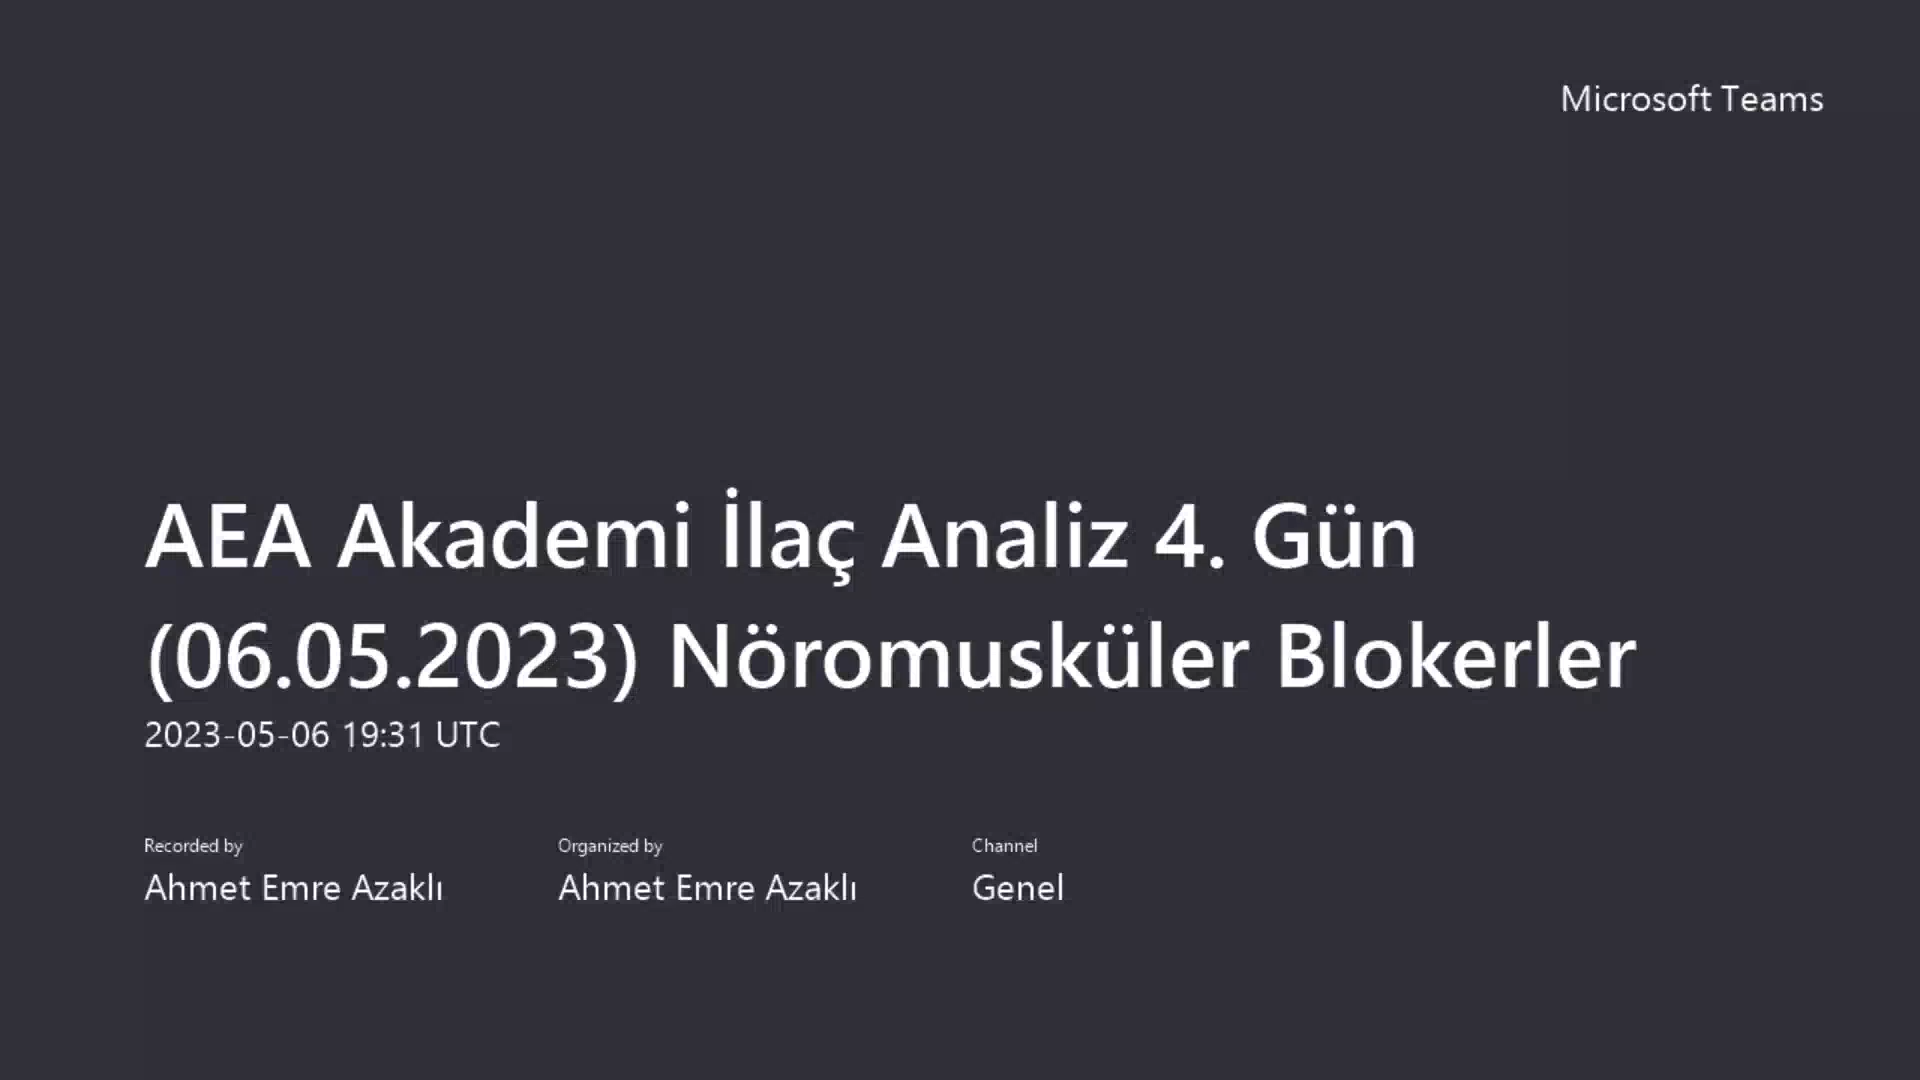 Microsoft Teams
AEA Akademi İlaç Analiz 4. Gün
(06.05.2023) Nöromusküler Blokerler
2023-05-06 19:31 UTC
Recorded by
Ahmet Emre Azaklı
Organized by
Ahmet Emre Azaklı
Channel
Genel